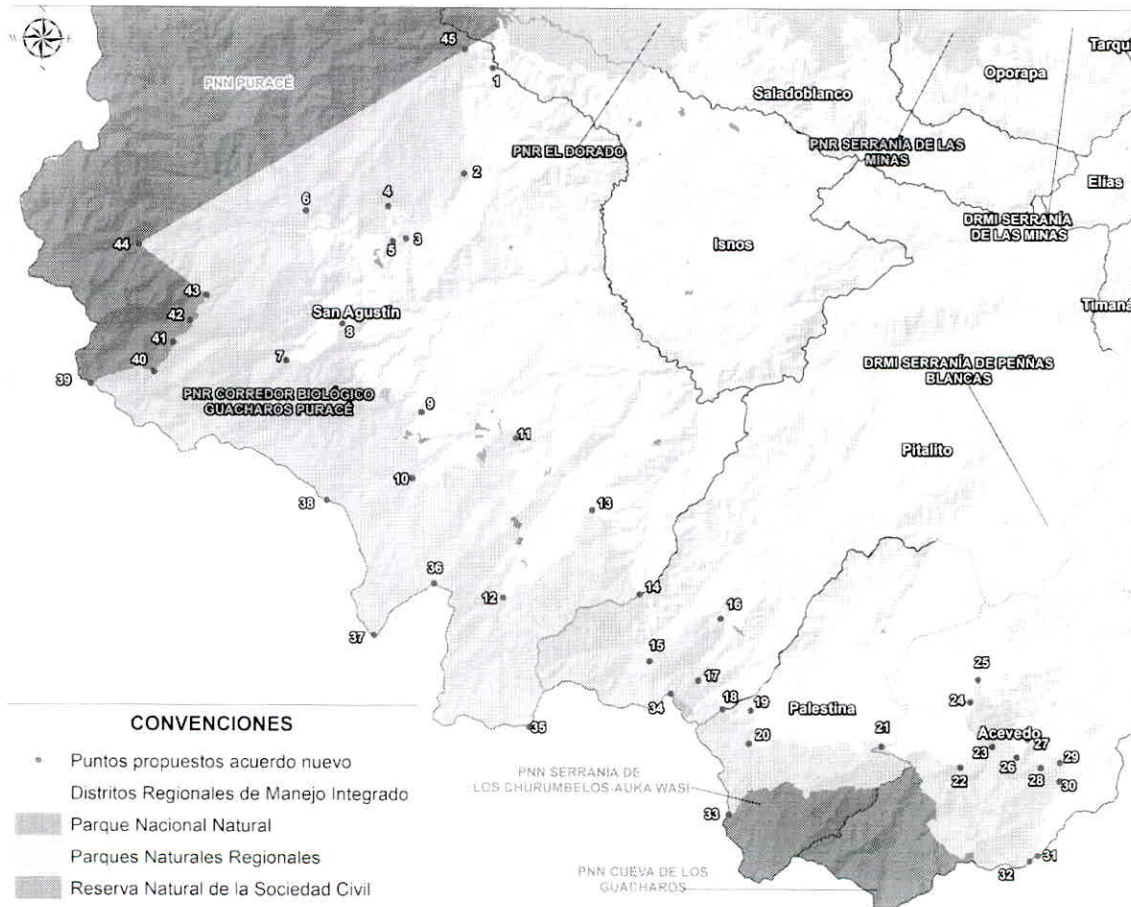 45
Tarqui
PNN PURACÉ
1
Oporapa
Saladoblanco
PNR EL DORADO
PNR SERRANÍA DE LAS
MINAS
2
4
6
Elías
3
5
DRMI SERRANÍA
DE LAS MINAS
Isnos
44
43
San Agustín
Timaná
42
8
41
7
DRMI SERRANÍA DE PEÑÑAS
BLANCAS
40
39
PNR CORREDOR BIOLÓGICO
GUACHAROS PURACÉ
9
11
Pitalito
10
38
13
36
14
12
16
37
15
25
17
24
34
18
19
Palestina
Acevedo
CONVENCIONES
35
20
21
23
27
26
29
Puntos propuestos acuerdo nuevo
22
28
30
PNN SERRANÍA DE
LOS CHURUMBELOS-AUKA WASI
Distritos Regionales de Manejo Integrado
33
Parque Nacional Natural
Parques Naturales Regionales
31
32
PNN CUEVA DE LOS
GUACHAROS
Reserva Natural de la Sociedad Civil